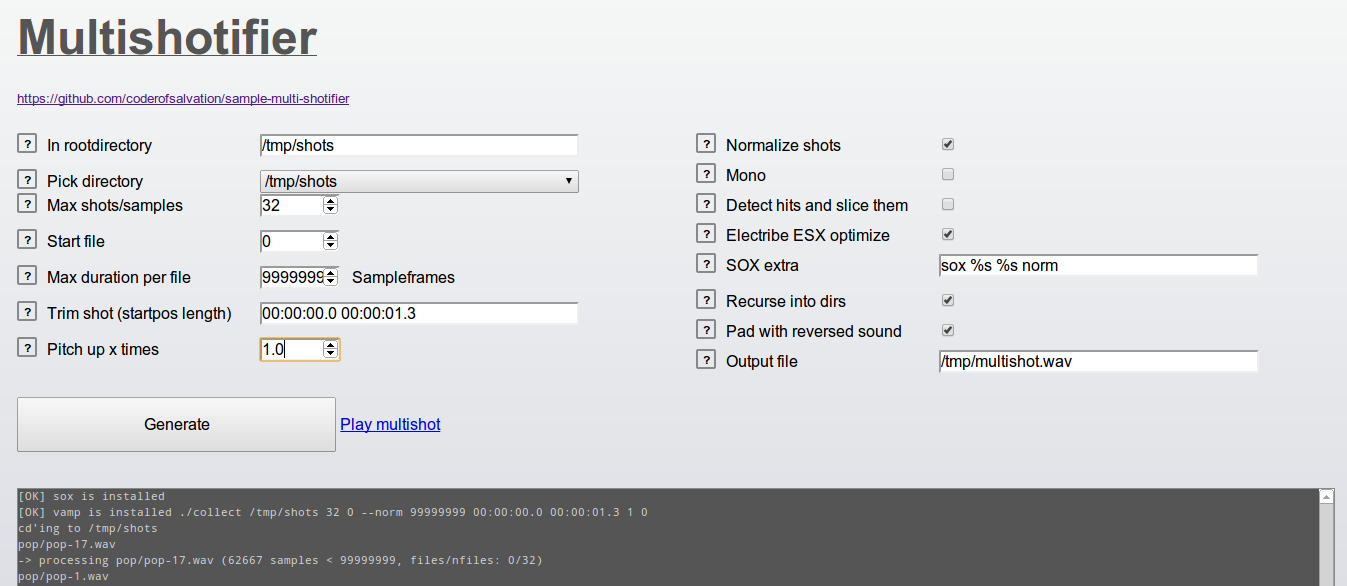 Multishotifier
https://github.com/coderofsalvation/sample-multi-shotifier
? In rootdirectory /tmp/shots
? Pick directory /tmp/shots
? Max shots/samples 32
? Start file 0
? Max duration per file 9999999 Sampleframes
? Trim shot (startpos length) 00:00:00.0 00:00:01.3
? Pitch up x times 1.0
? Normalize shots
? Mono
? Detect hits and slice them
? Electribe ESX optimize
? SOX extra sox %s %s norm
? Recurse into dirs
? Pad with reversed sound
? Output file /tmp/multishot.wav
Generate Play multishot
[OK] sox is installed
[OK] vamp is installed ./collect /tmp/shots 32 0 --norm 99999999 00:00:00.0 00:00:01.3 1 0
cd'ing to /tmp/shots
pop/pop-17.wav
-> processing pop/pop-17.wav (62667 samples < 99999999, files/nfiles: 0/32)
pop/pop-1.wav